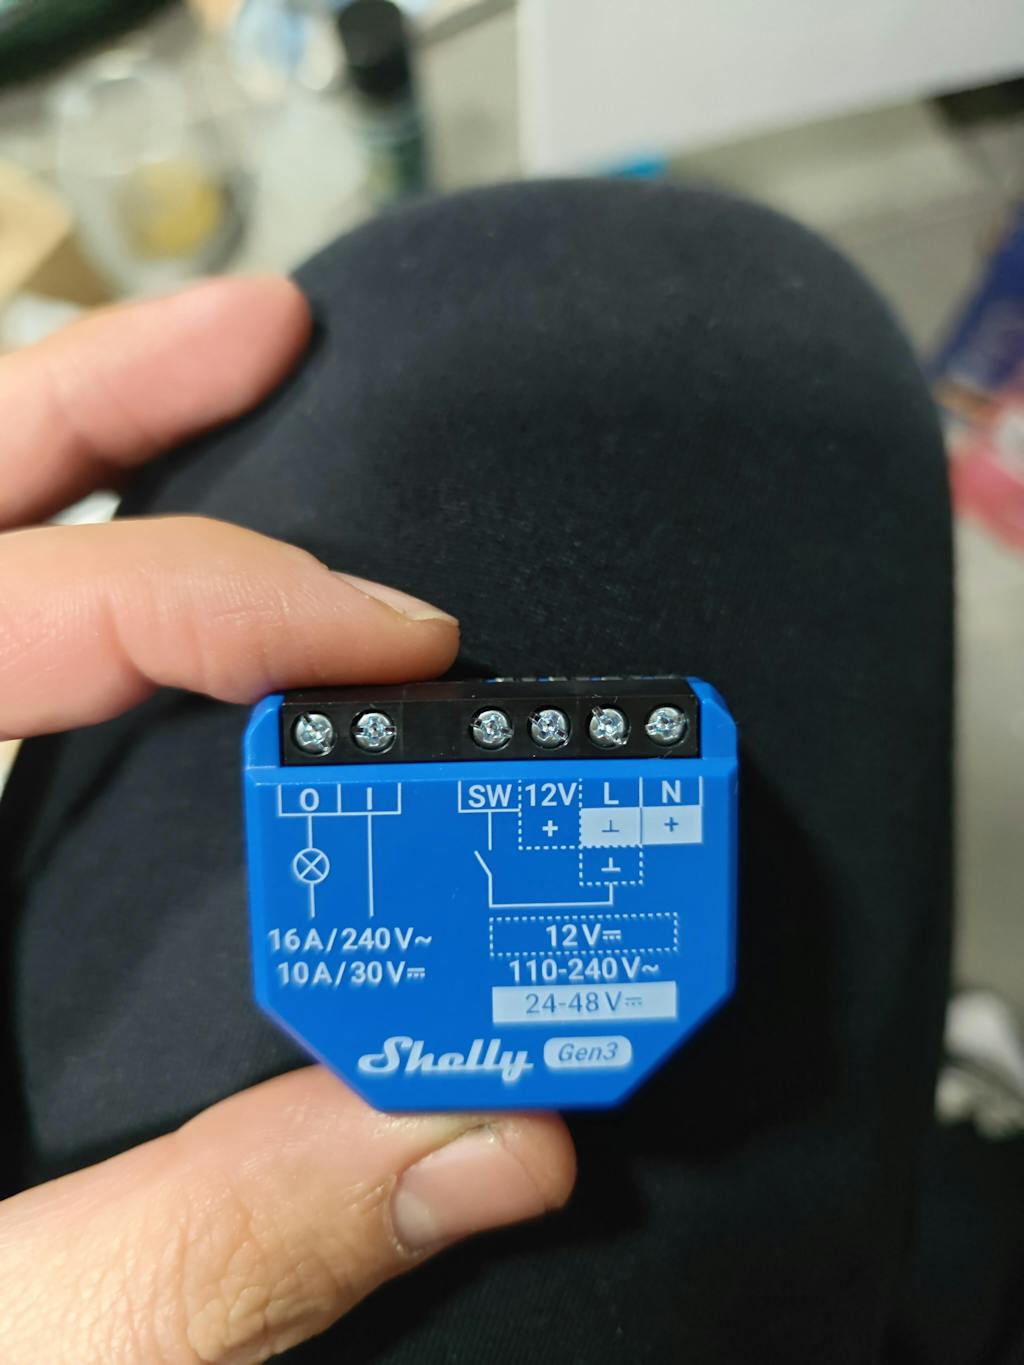 O I SW 12V L N
+ ⊥ +
⊥
16A/240V~ 12V⎓
10A/30V⎓ 110-240V~
24-48V⎓
Shelly Gen3